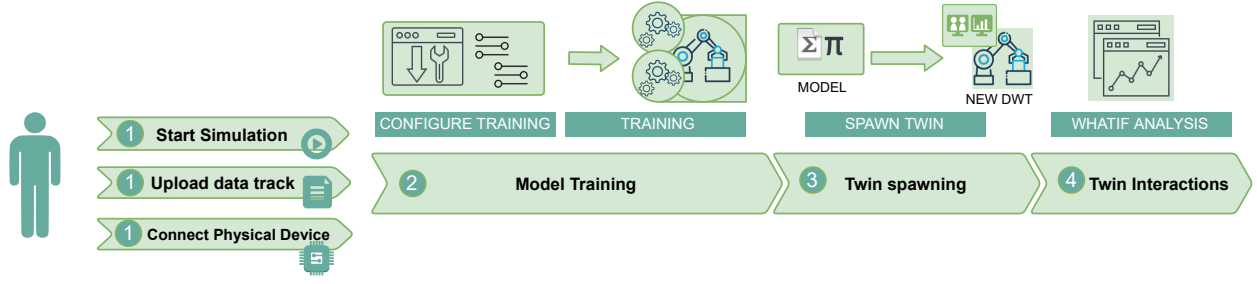 MODEL
NEW DWT
CONFIGURE TRAINING
TRAINING
SPAWN TWIN
WHATIF ANALYSIS
1 Start Simulation
1 Upload data track
1 Connect Physical Device
2 Model Training
3 Twin spawning
4 Twin Interactions
Σ π